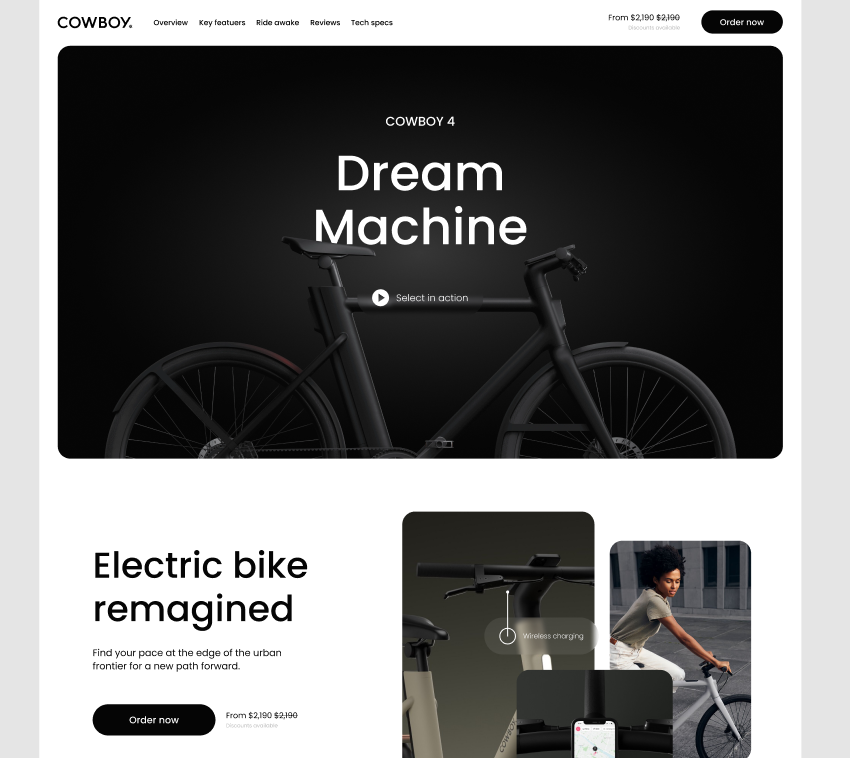 COWBOY.
Overview Key featuers Ride awake Reviews Tech specs
From $2,190 $2,190
Discounts available
Order now
COWBOY 4
Dream
Machine
Select in action
Electric bike
remagined
Find your pace at the edge of the urban
frontier for a new path forward.
Order now
From $2,190 $2,190
Discounts available
Wireless charging
COWBOY